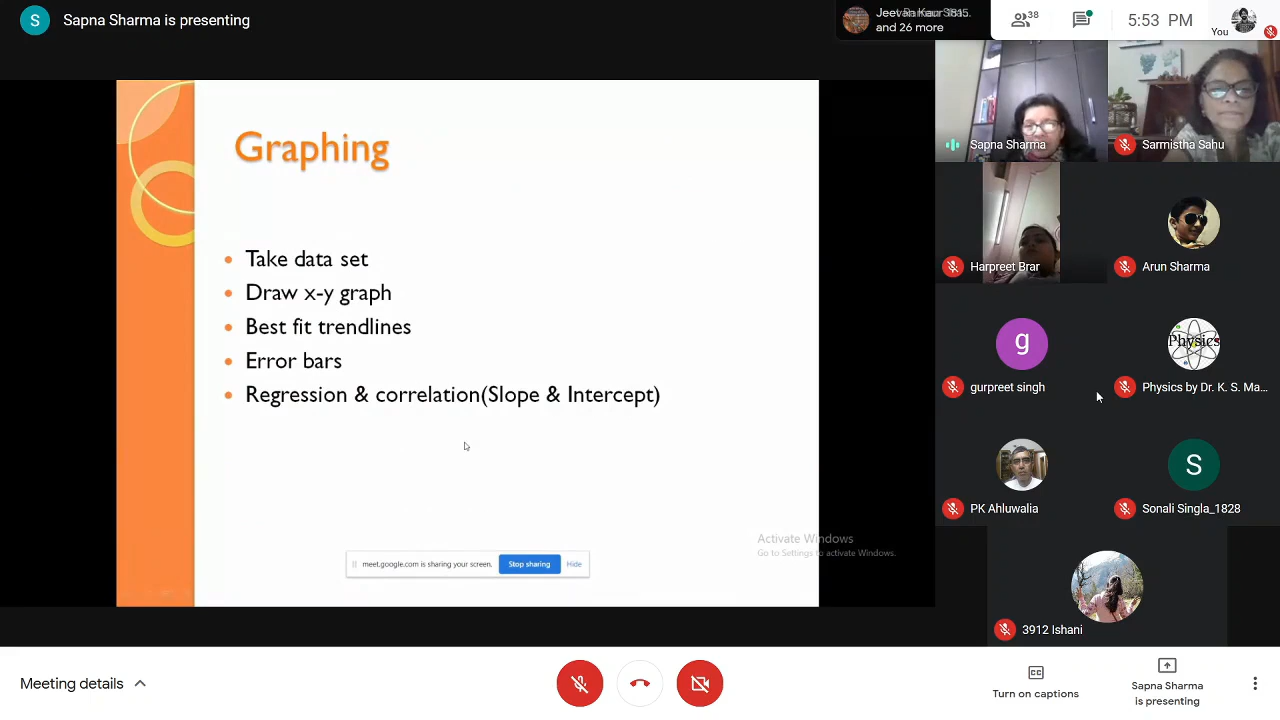 S
Sapna Sharma is presenting
and 26 more
38
5:53 PM
You
Graphing
Take data set
Draw x-y graph
Best fit trendlines
Error bars
Regression & correlation(Slope & Intercept)
meet.google.com is sharing your screen.
Stop sharing
Hide
Activate Windows
Go to Settings to activate Windows.
Sapna Sharma
Sarmistha Sahu
Harpreet Brar
Arun Sharma
g
gurpreet singh
Physics
Physics by Dr. K. S. Ma...
PK Ahluwalia
S
Sonali Singla_1828
3912 Ishani
Meeting details
CC
Turn on captions
Sapna Sharma
is presenting